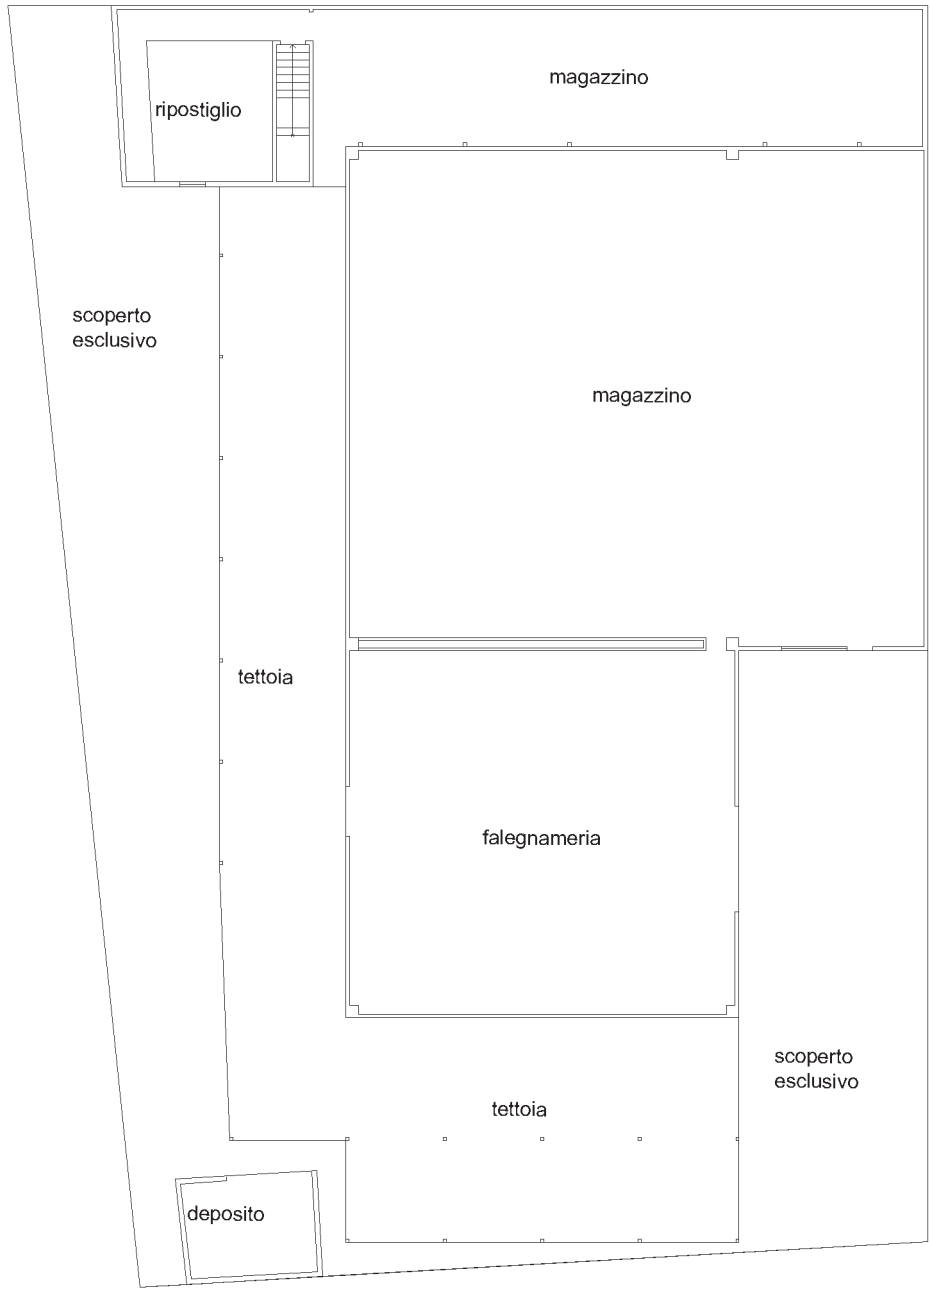 magazzino
ripostiglio
scoperto
esclusivo
magazzino
tettoia
falegnameria
scoperto
esclusivo
tettoia
deposito